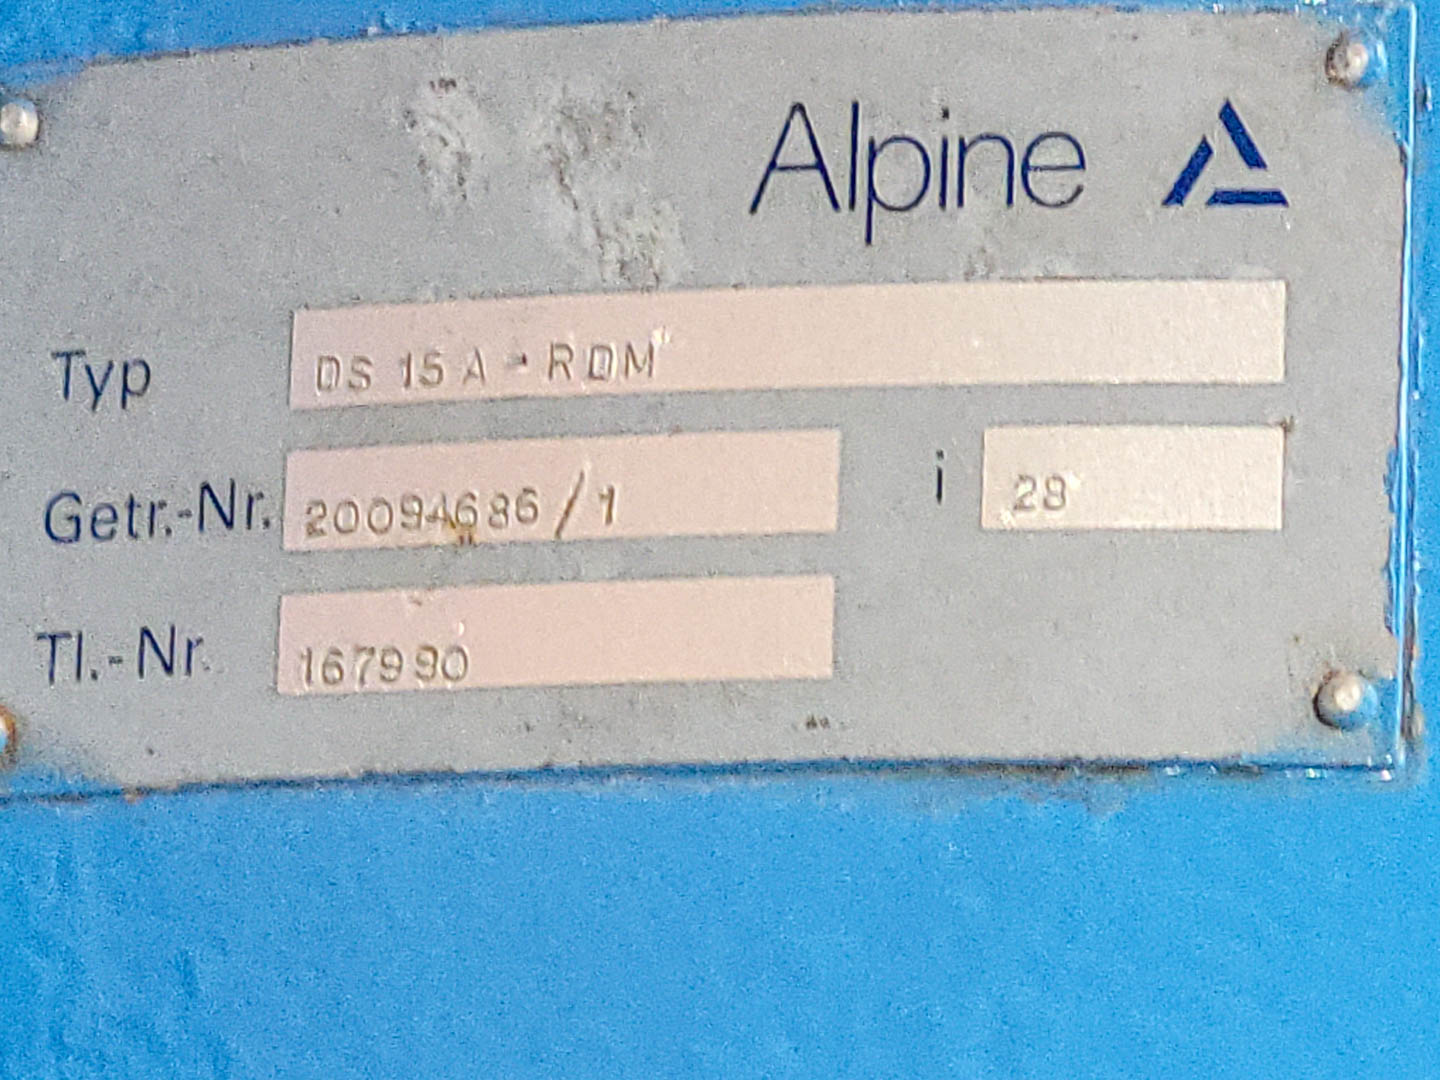 Alpine
Typ DS 15 A - RDM
Getr.-Nr. 20094686/1 i 28
Tl.-Nr. 167990